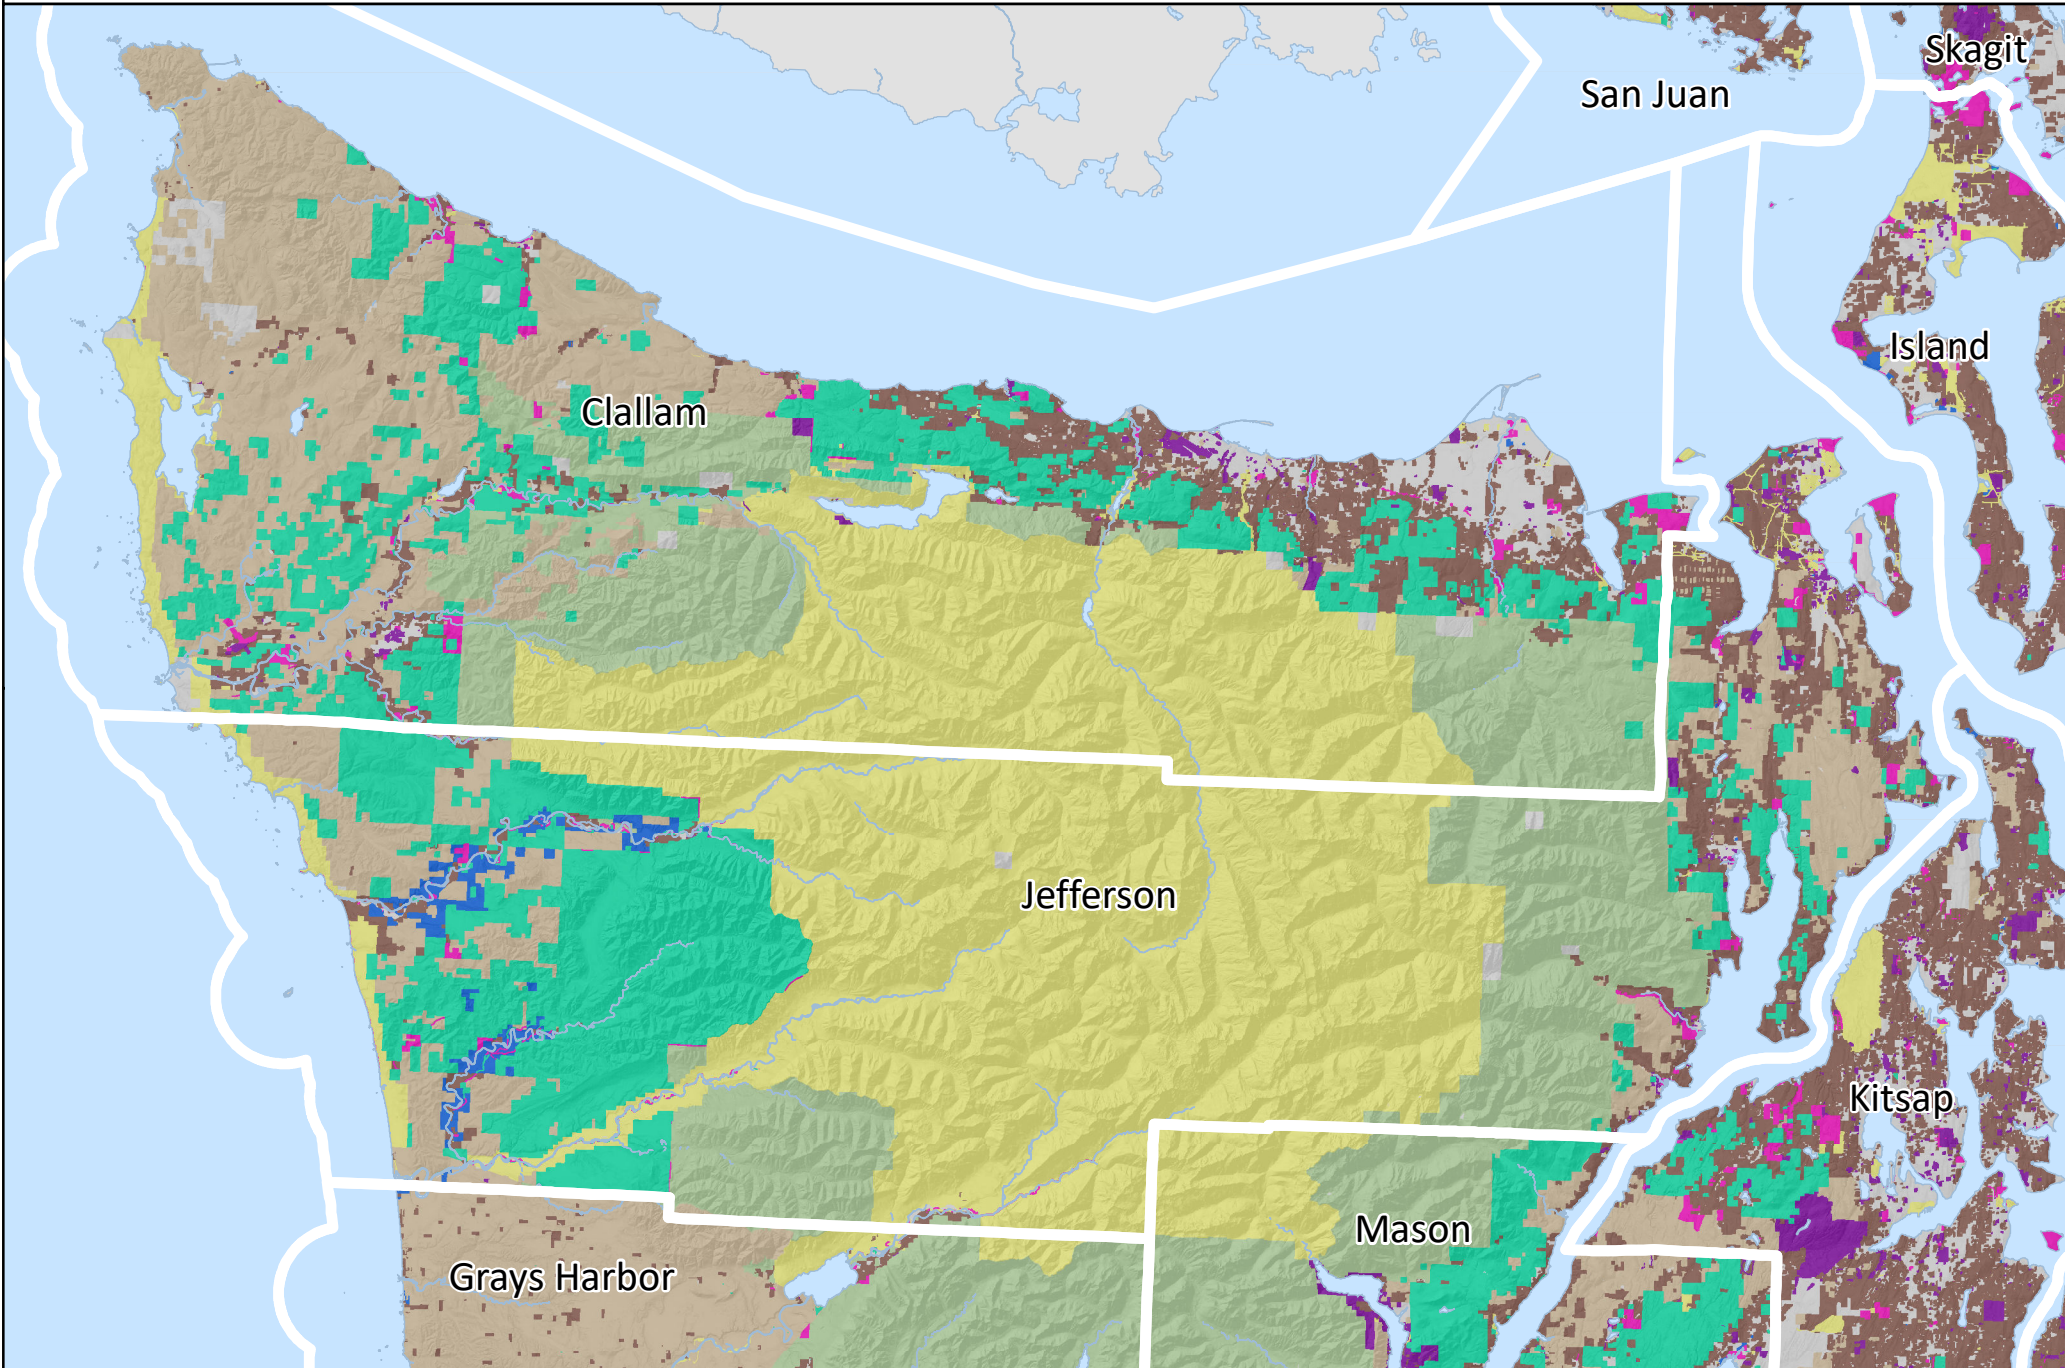 Skagit
San Juan
Island
Clallam
Jefferson
Kitsap
Mason
Grays Harbor